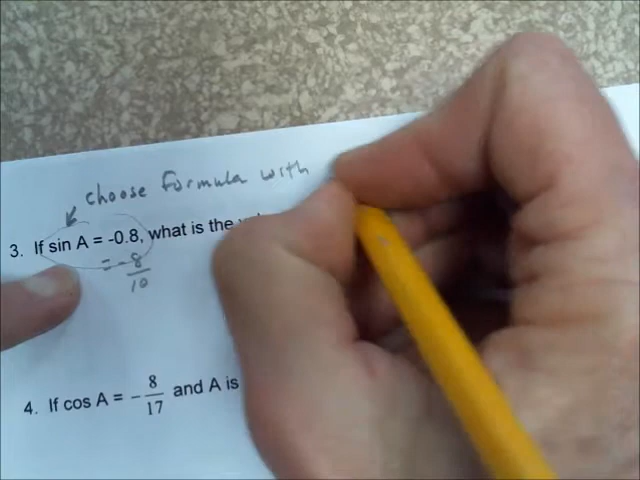 choose formula with
3. If sin A = -0.8, what is the
= -8/10
4. If cos A = - 8/17 and A is